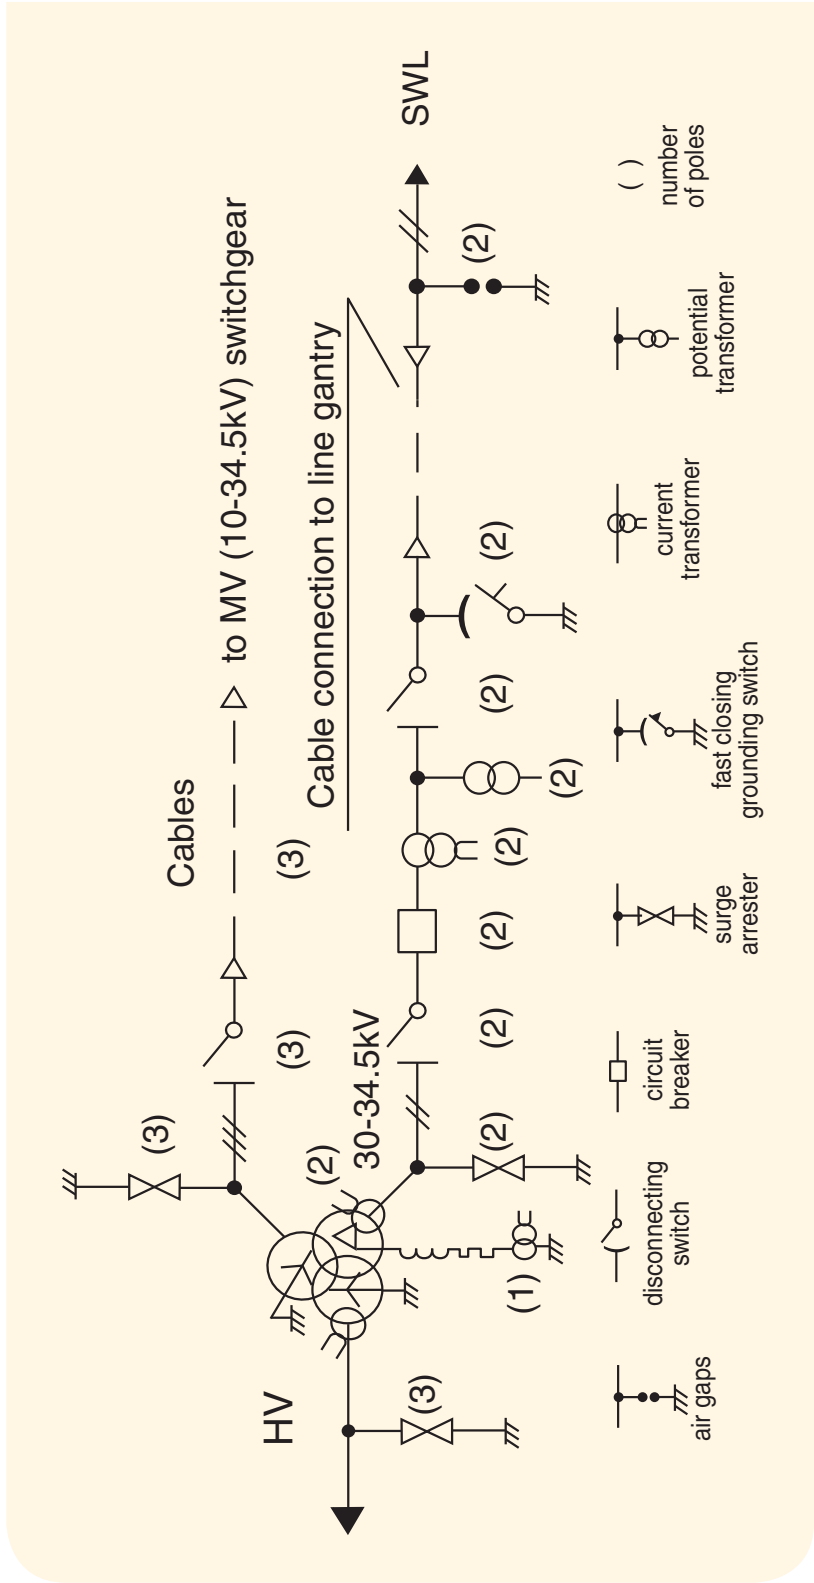 Cables
to MV (10-34.5kV) switchgear
(3)
(3)
(3)
Cable connection to line gantry
HV
(2)
30-34.5kV
SWL
(3)
(1)
(2)
(2)
(2)
(2)
(2)
(2)
(2)
(2)
air gaps
disconnecting
switch
circuit
breaker
surge
arrester
fast closing
grounding switch
current
transformer
potential
transformer
( )
number
of poles